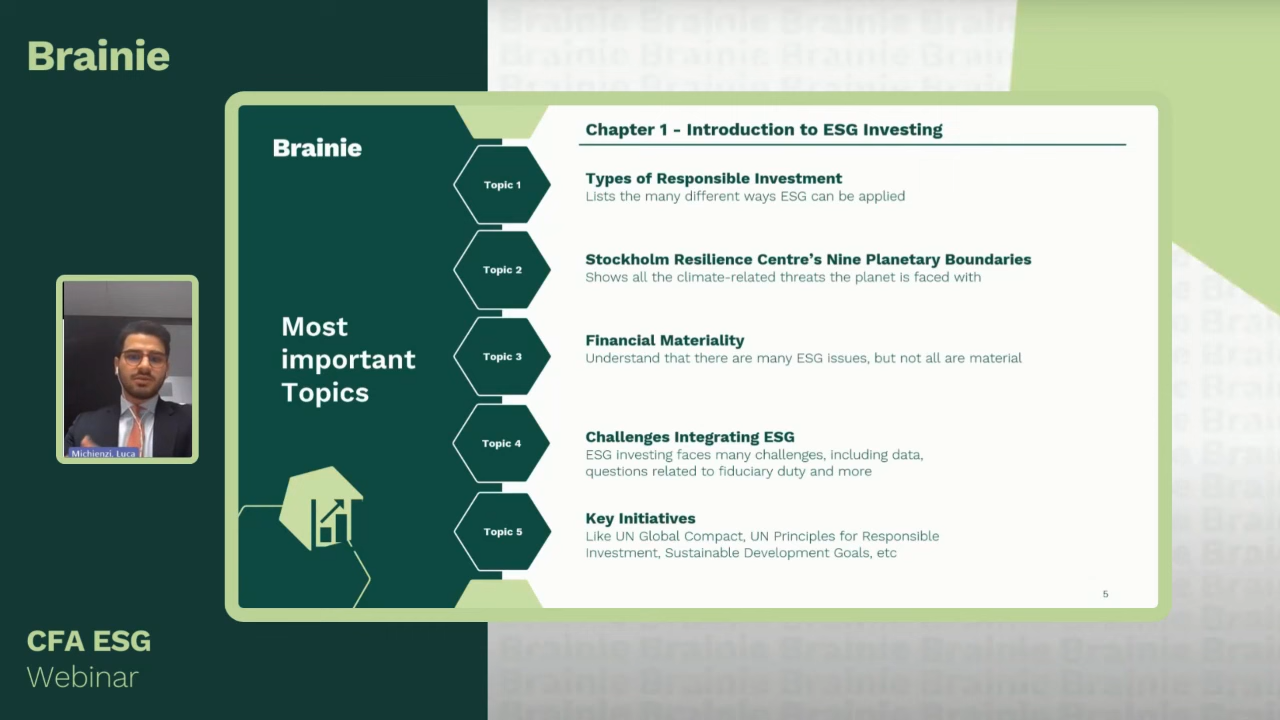 Brainie
Brainie
Most
important
Topics
Chapter 1 - Introduction to ESG Investing
Topic 1
Types of Responsible Investment
Lists the many different ways ESG can be applied
Topic 2
Stockholm Resilience Centre’s Nine Planetary Boundaries
Shows all the climate-related threats the planet is faced with
Topic 3
Financial Materiality
Understand that there are many ESG issues, but not all are material
Topic 4
Challenges Integrating ESG
ESG investing faces many challenges, including data,
questions related to fiduciary duty and more
Topic 5
Key Initiatives
Like UN Global Compact, UN Principles for Responsible
Investment, Sustainable Development Goals, etc
5
Michienzi, Luca
CFA ESG
Webinar